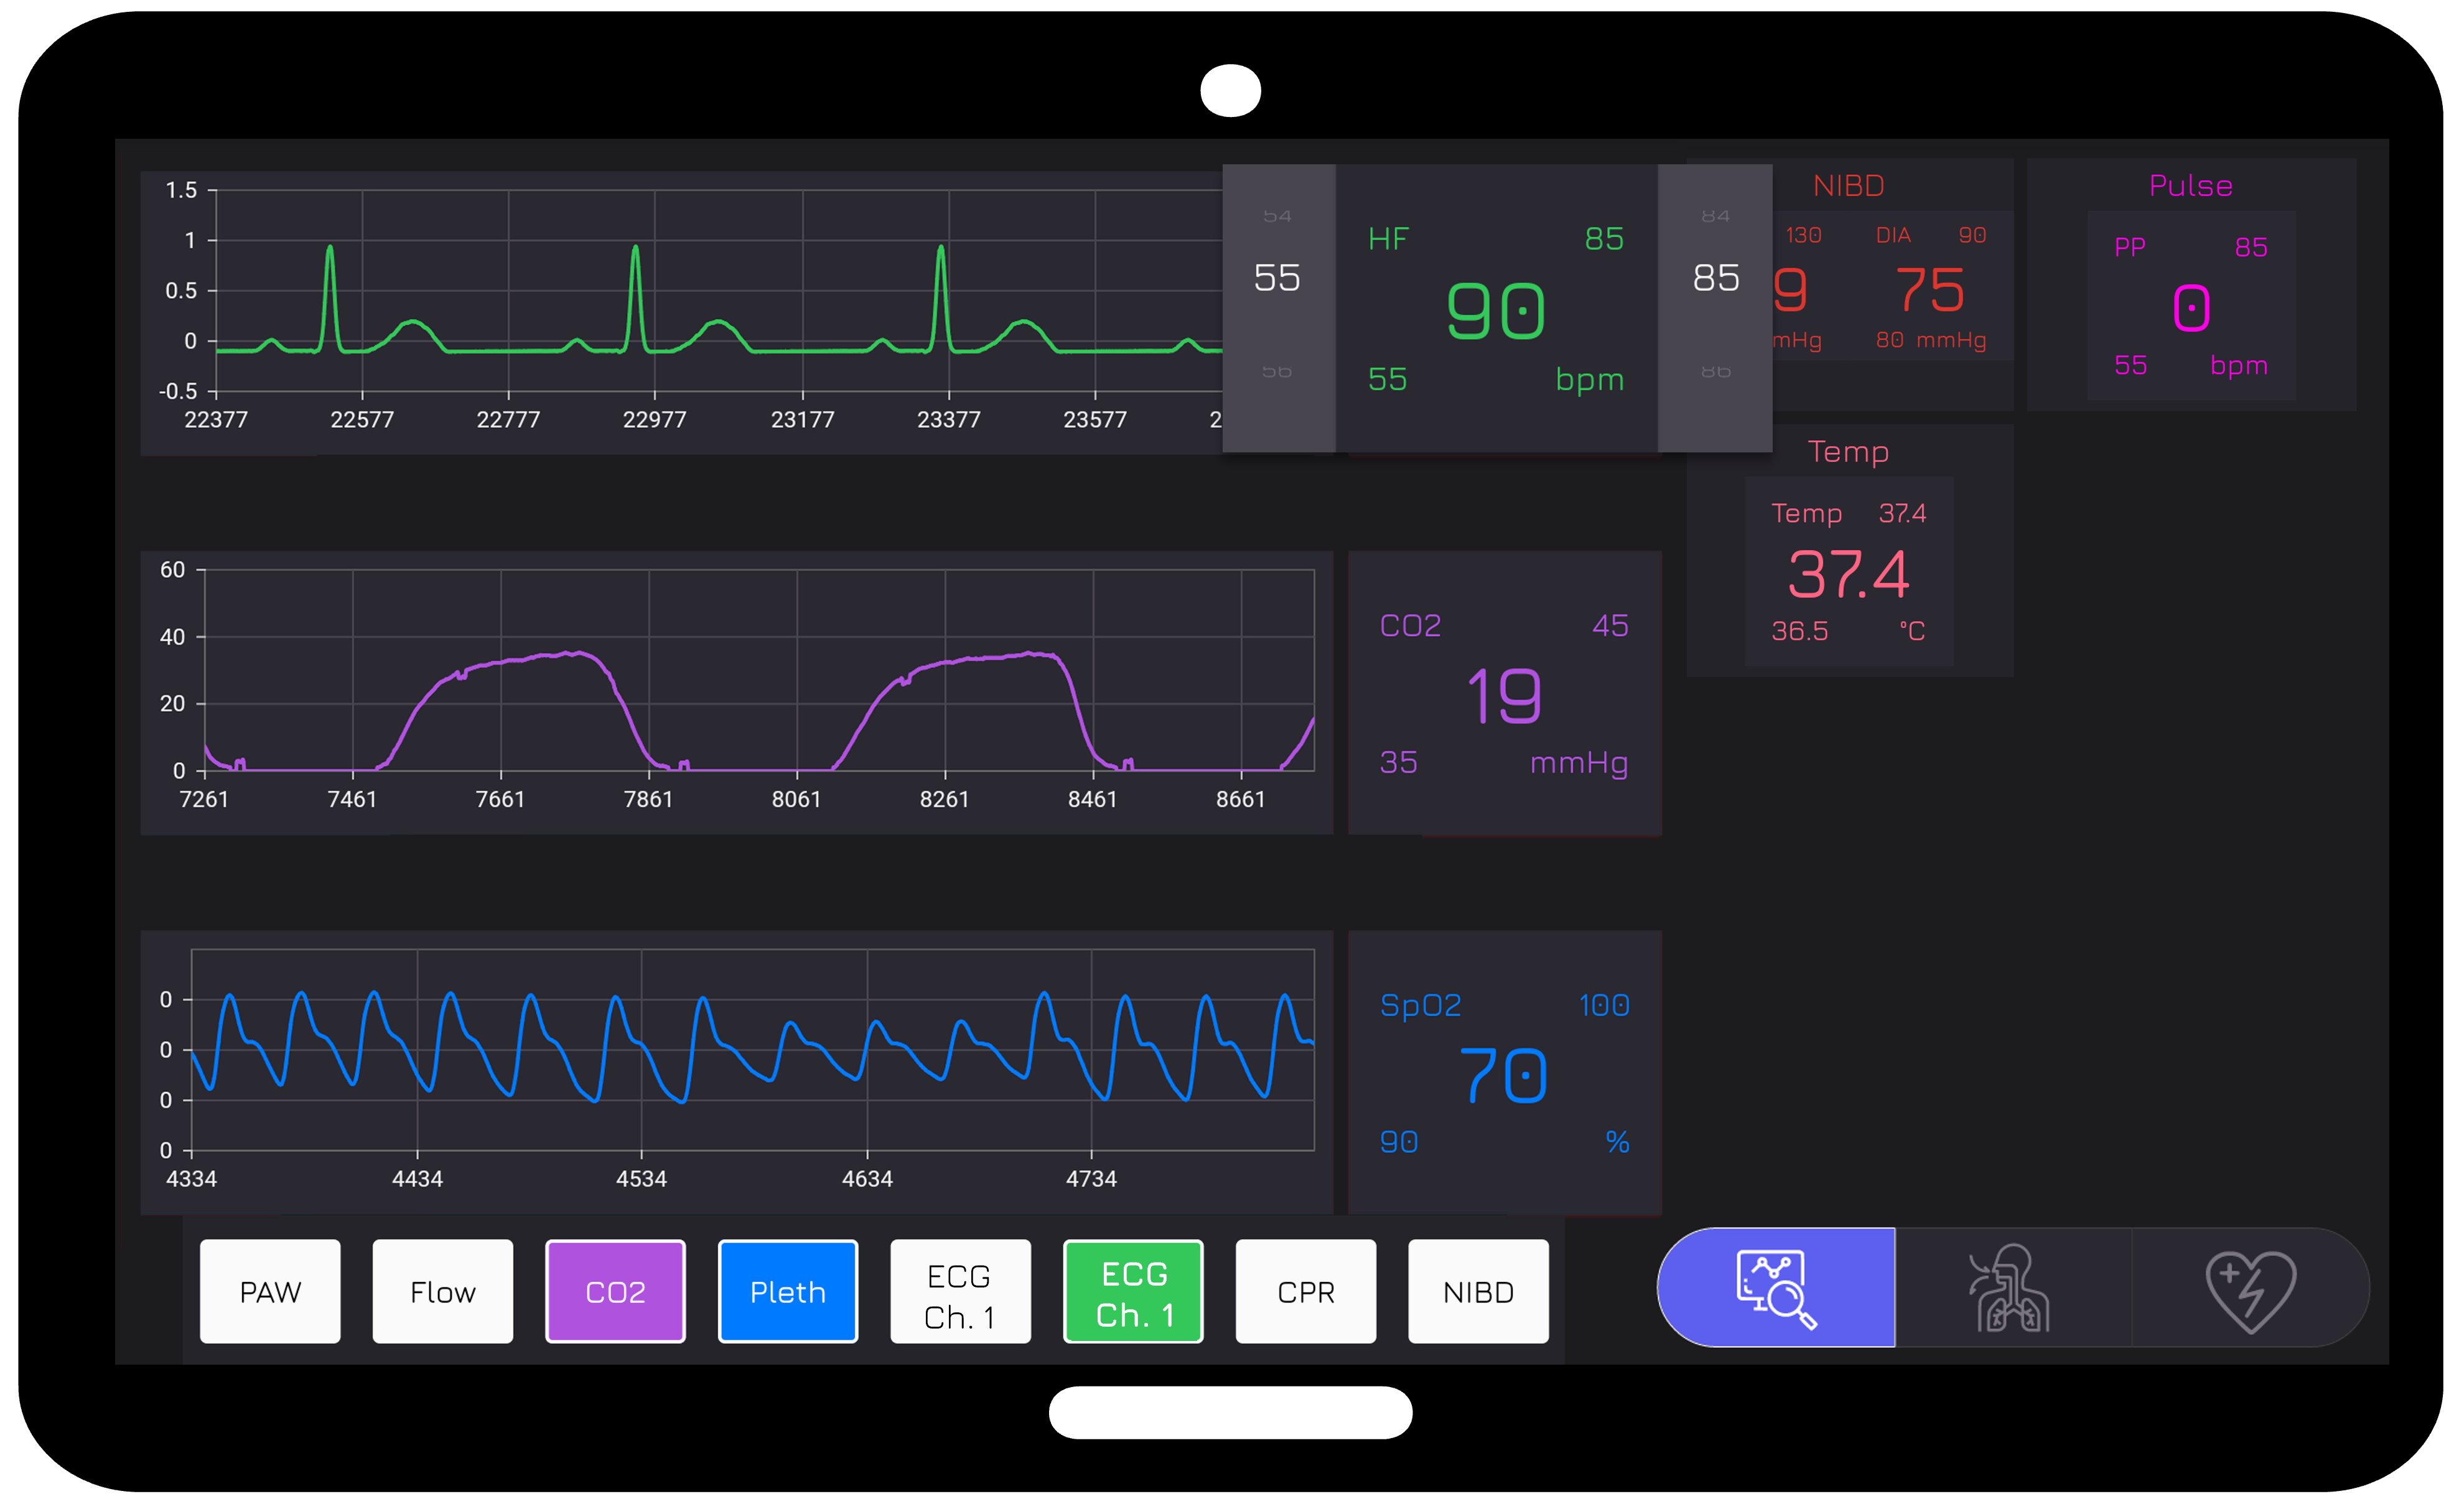 1.5
1
0.5
0
-0.5
22377 22577 22777 22977 23177 23377 23577
54
55
56
HF 85
90
55 bpm
84
85
86
NIBD
130 DIA 90
9 75
mHg 80 mmHg
Pulse
PP 85
0
55 bpm
Temp
Temp 37.4
37.4
36.5 °C
60
40
20
0
7261 7461 7661 7861 8061 8261 8461 8661
CO2 45
19
35 mmHg
0
0
0
0
4334 4434 4534 4634 4734
SpO2 100
70
90 %
PAW
Flow
CO2
Pleth
ECG
Ch. 1
ECG
Ch. 1
CPR
NIBD